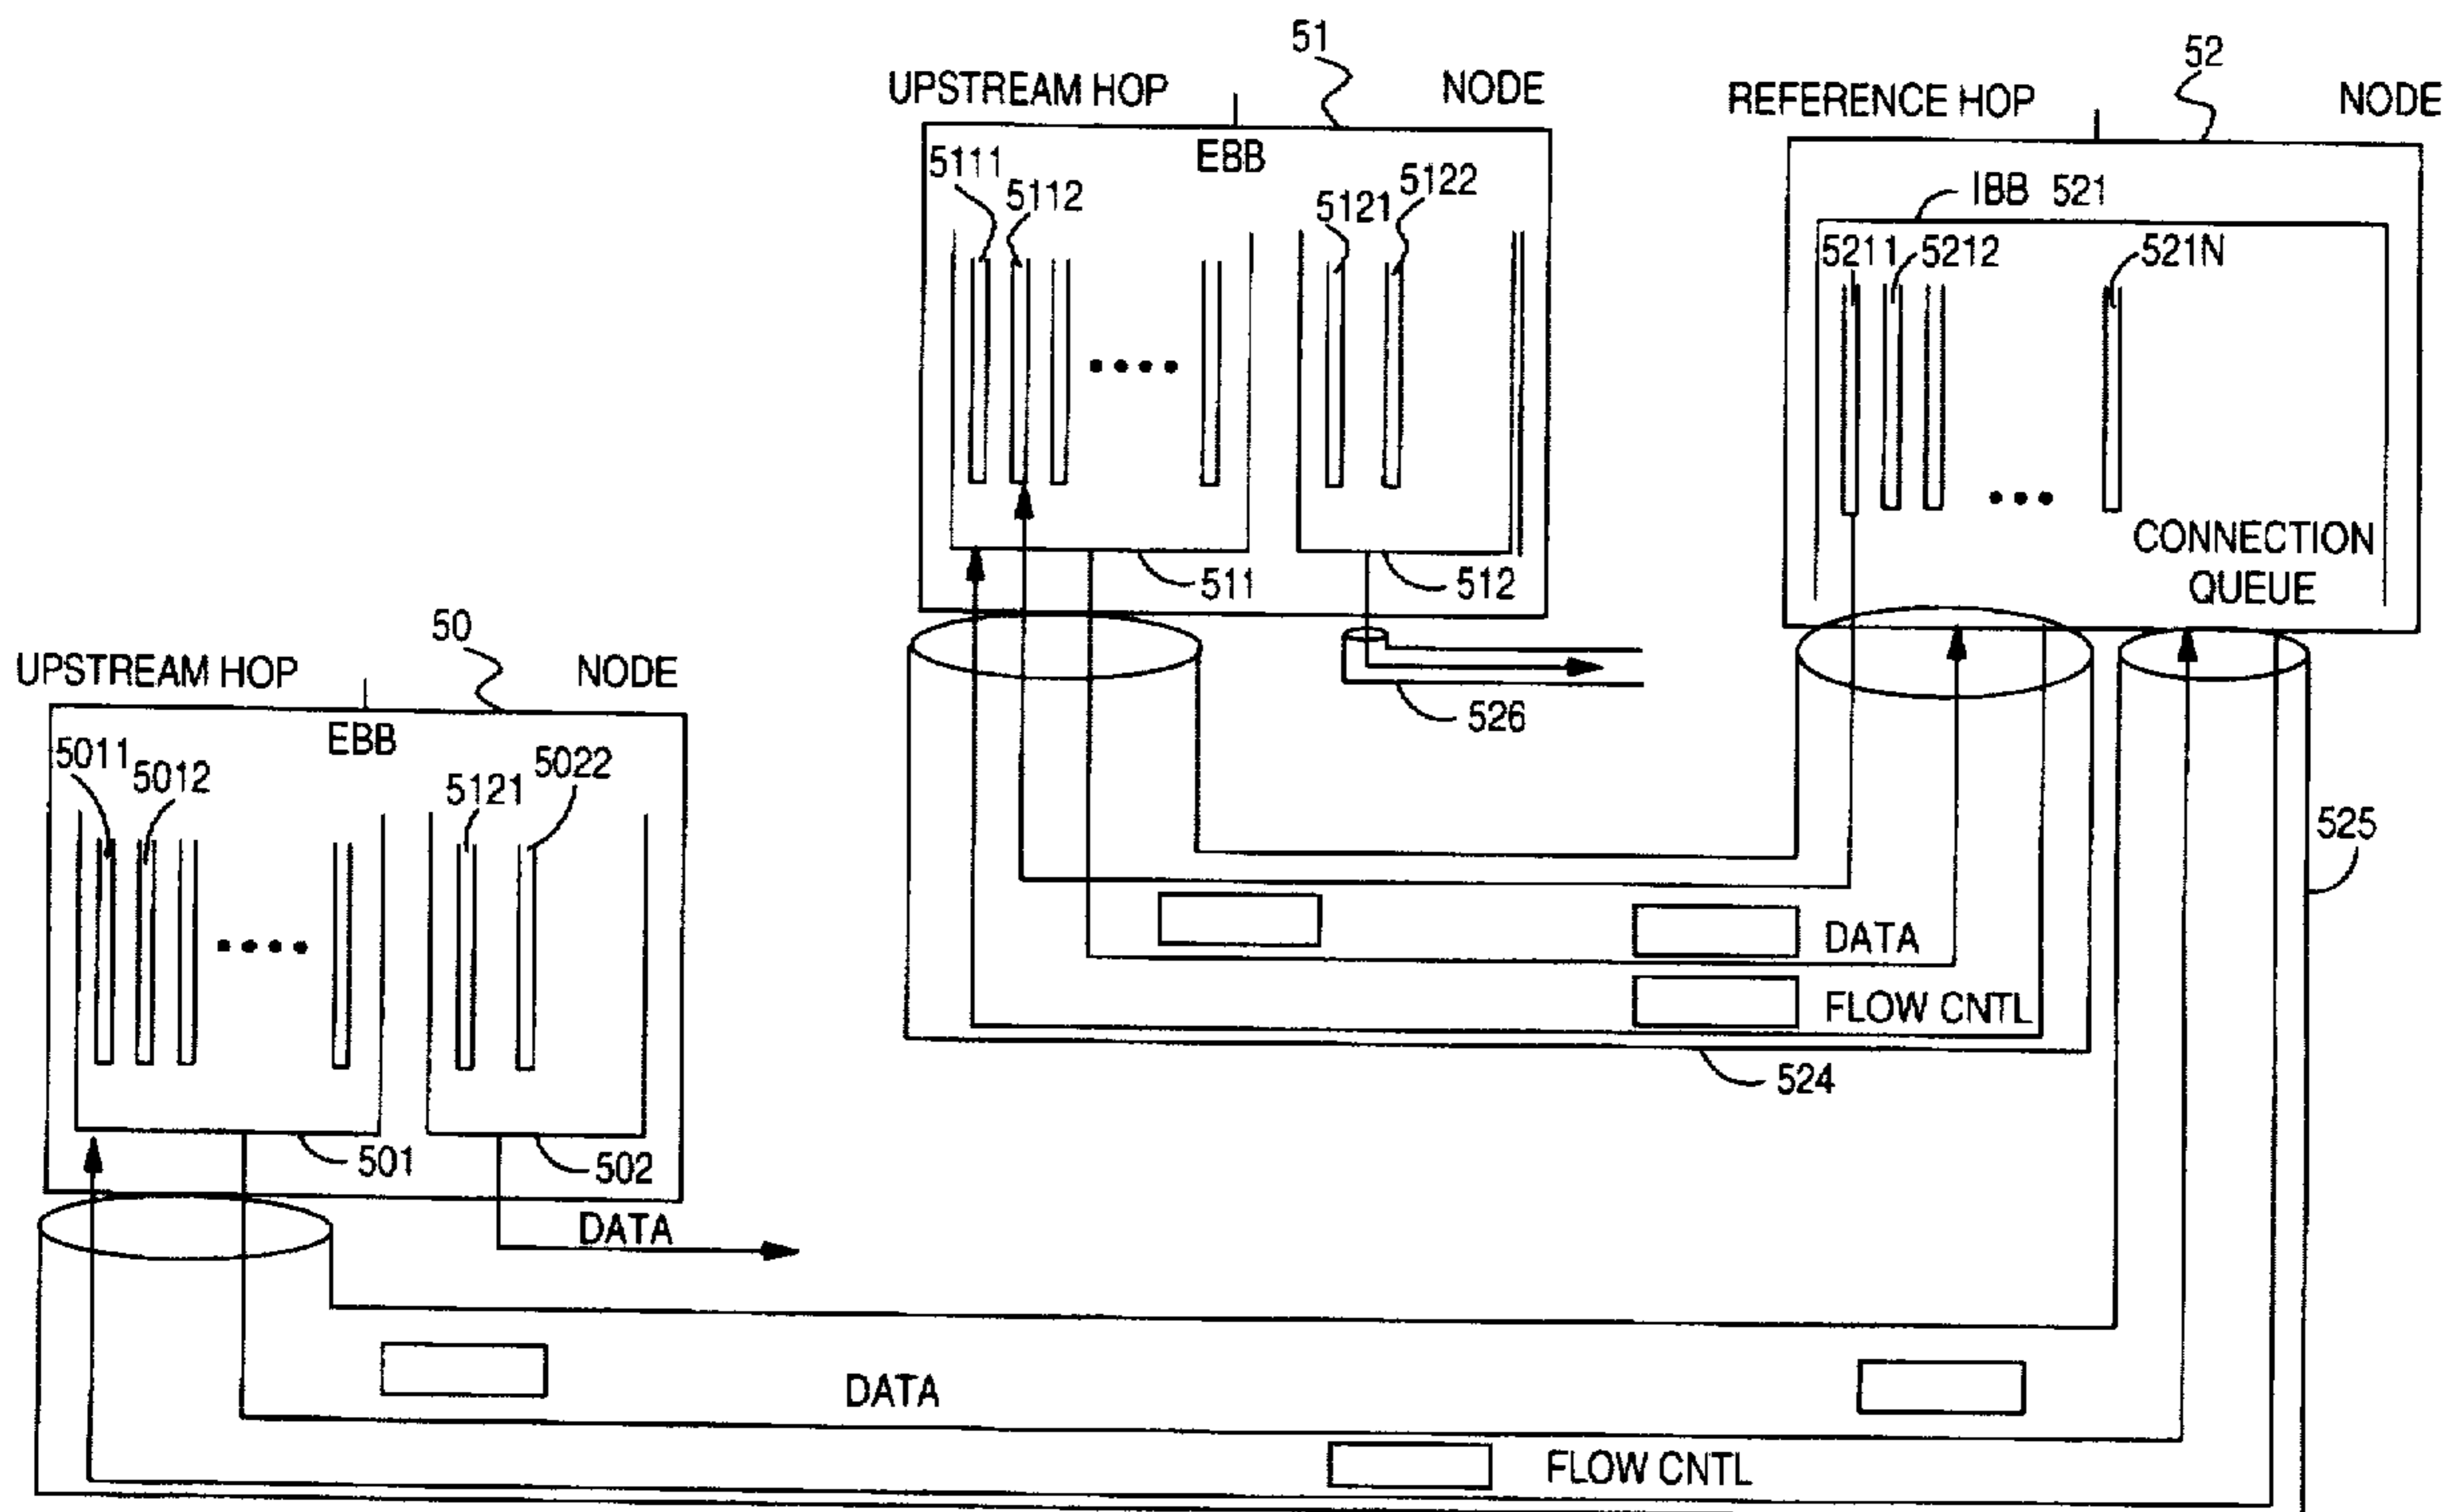 51
UPSTREAM HOP NODE
52
REFERENCE HOP NODE
EBB
5111
5112
5121
5122
IBB 521
5211
5212
521N
CONNECTION
QUEUE
511
512
526
50
UPSTREAM HOP NODE
EBB
5011
5012
5121
5022
525
DATA
FLOW CNTL
524
501
502
DATA
DATA
FLOW CNTL